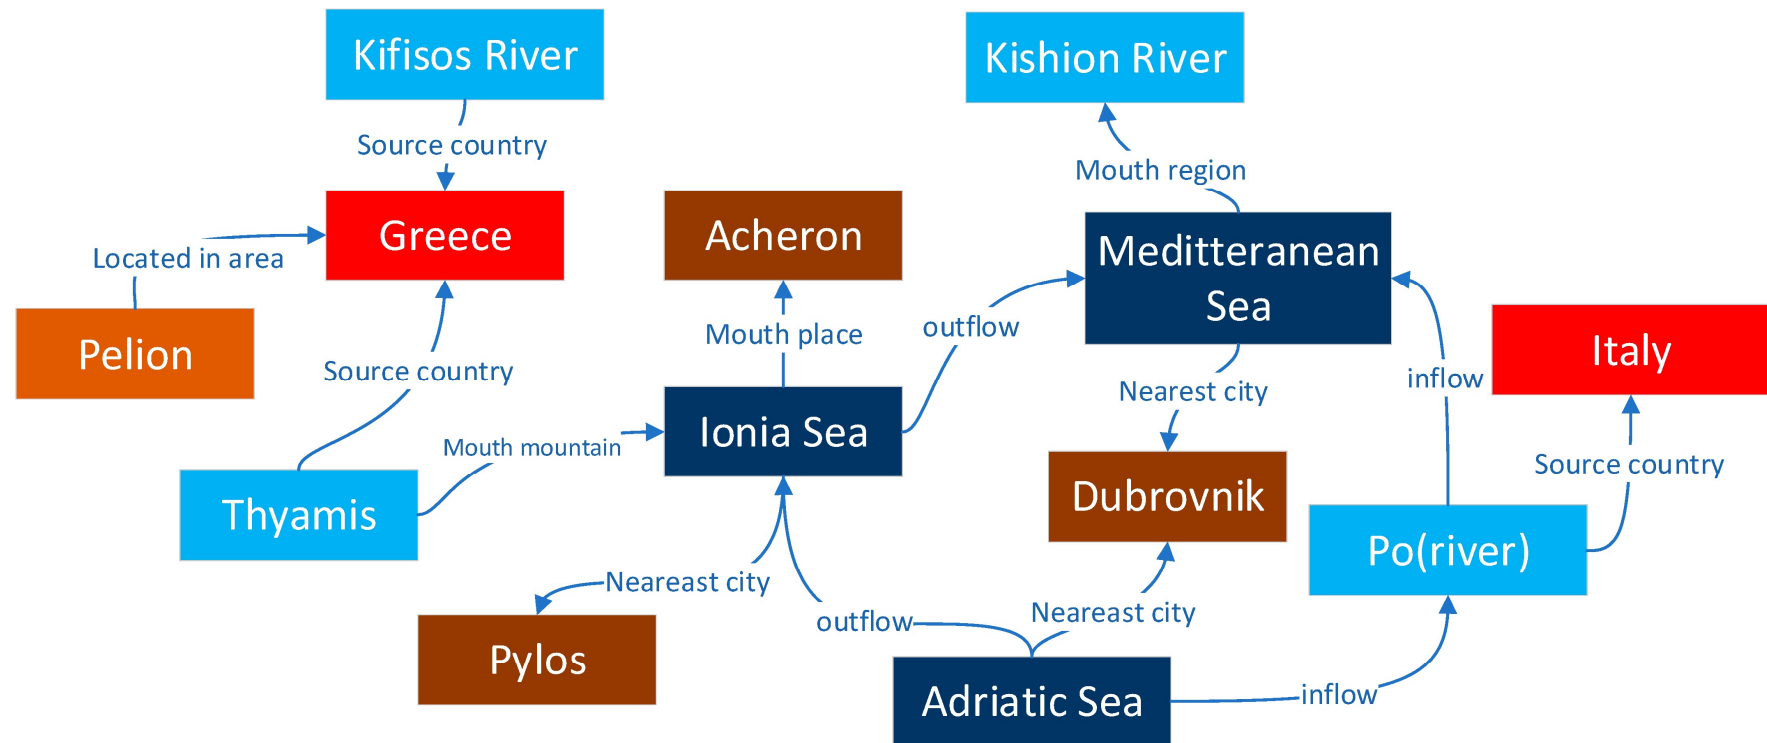 Kifisos River
Kishion River
Source country
Mouth region
Greece
Acheron
Meditteranean
Sea
Located in area
Pelion
Mouth place
outflow
Italy
Source country
inflow
Nearest city
Ionia Sea
Mouth mountain
Source country
Thyamis
Dubrovnik
Po(river)
Neareast city
outflow
Neareast city
Pylos
Adriatic Sea
inflow